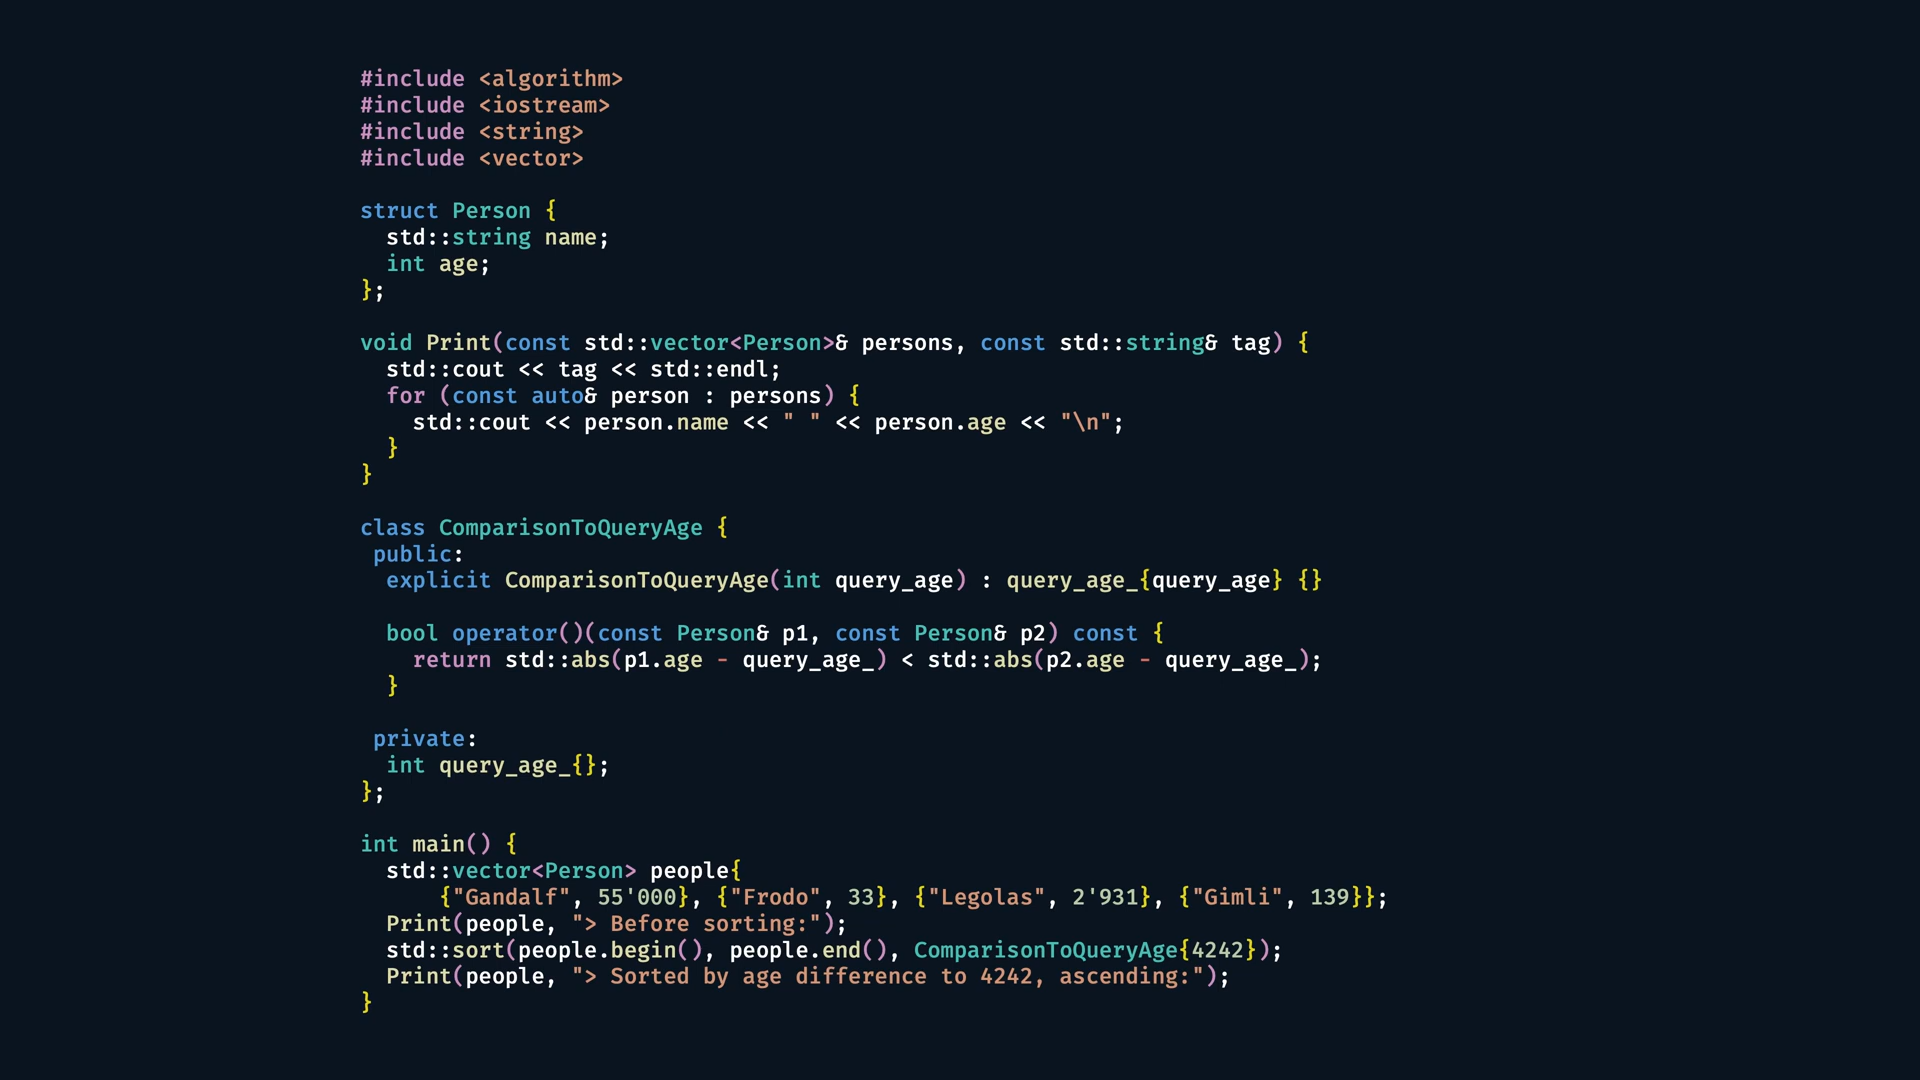 #include <algorithm>
#include <iostream>
#include <string>
#include <vector>

struct Person {
  std::string name;
  int age;
};

void Print(const std::vector<Person>& persons, const std::string& tag) {
  std::cout << tag << std::endl;
  for (const auto& person : persons) {
    std::cout << person.name << " " << person.age << "\n";
  }
}

class ComparisonToQueryAge {
 public:
  explicit ComparisonToQueryAge(int query_age) : query_age_{query_age} {}

  bool operator()(const Person& p1, const Person& p2) const {
    return std::abs(p1.age - query_age_) < std::abs(p2.age - query_age_);
  }

 private:
  int query_age_{};
};

int main() {
  std::vector<Person> people{
      {"Gandalf", 55'000}, {"Frodo", 33}, {"Legolas", 2'931}, {"Gimli", 139}};
  Print(people, "> Before sorting:");
  std::sort(people.begin(), people.end(), ComparisonToQueryAge{4242});
  Print(people, "> Sorted by age difference to 4242, ascending:");
}